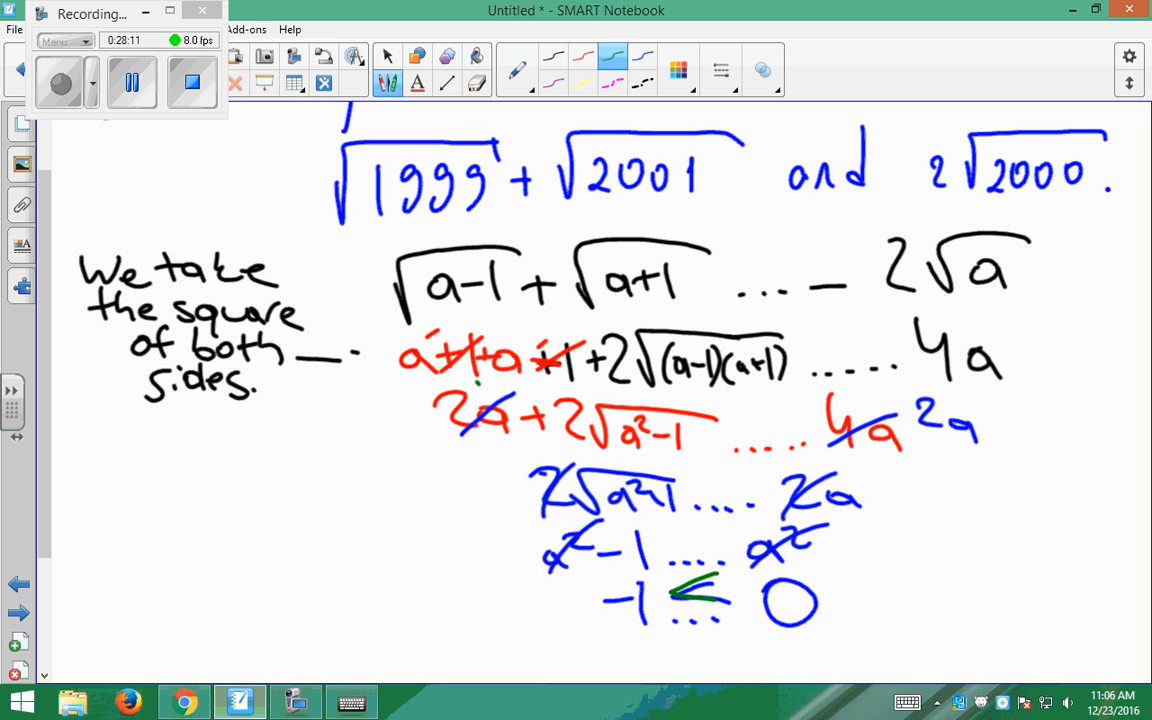 Recording...
Untitled * - SMART Notebook
Menu
0:28:11
8.0 fps
File
Add-ons
Help
√1999 + √2001 and 2√2000.
We take
the square
of both
sides.
√a-1 + √a+1 ...- 2√a
a-1+a+1+2√(a-1)(a+1) ..... 4a
2a + 2√a²-1 ..... 4a 2a
2√a²-1 .... 2a
a²-1 .... a²
-1 < ... 0
11:06 AM
12/23/2016